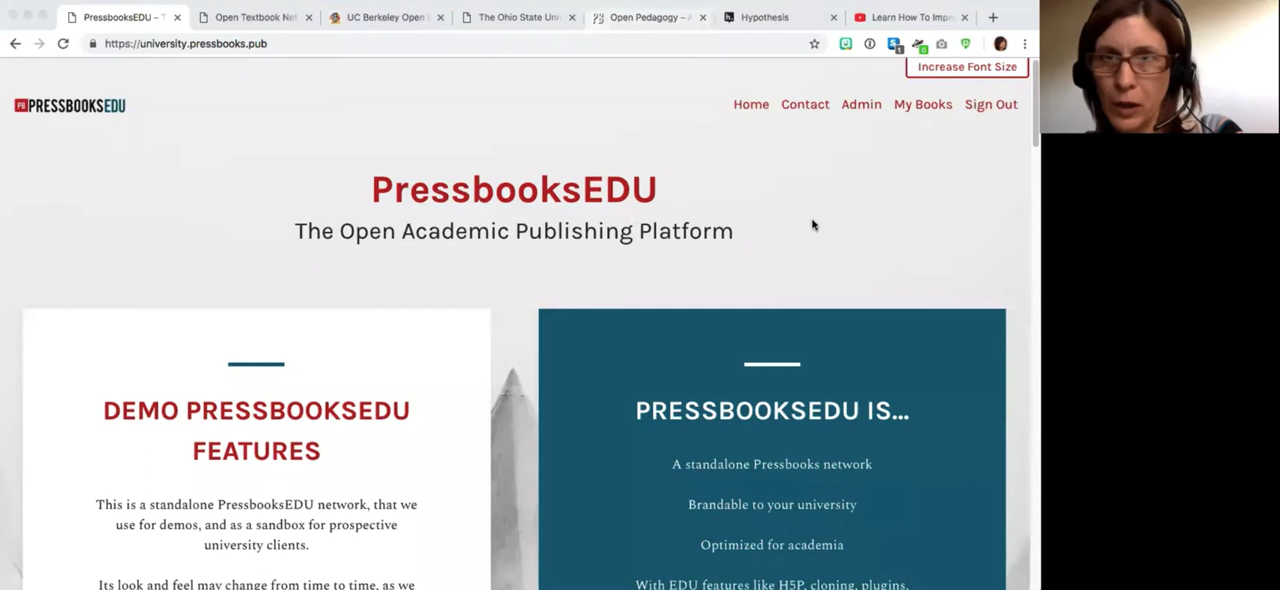 PressbooksEDU – T
Open Textbook Net
UC Berkeley Open
The Ohio State Uni
Open Pedagogy – A
Hypothesis
Learn How To Impr
https://university.pressbooks.pub
Increase Font Size
PRESSBOOKSEDU
Home Contact Admin My Books Sign Out
PressbooksEDU
The Open Academic Publishing Platform
DEMO PRESSBOOKSEDU
FEATURES
This is a standalone PressbooksEDU network, that we
use for demos, and as a sandbox for prospective
university clients.
Its look and feel may change from time to time, as we
PRESSBOOKSEDU IS...
A standalone Pressbooks network
Brandable to your university
Optimized for academia
With EDU features like H5P, cloning, plugins,